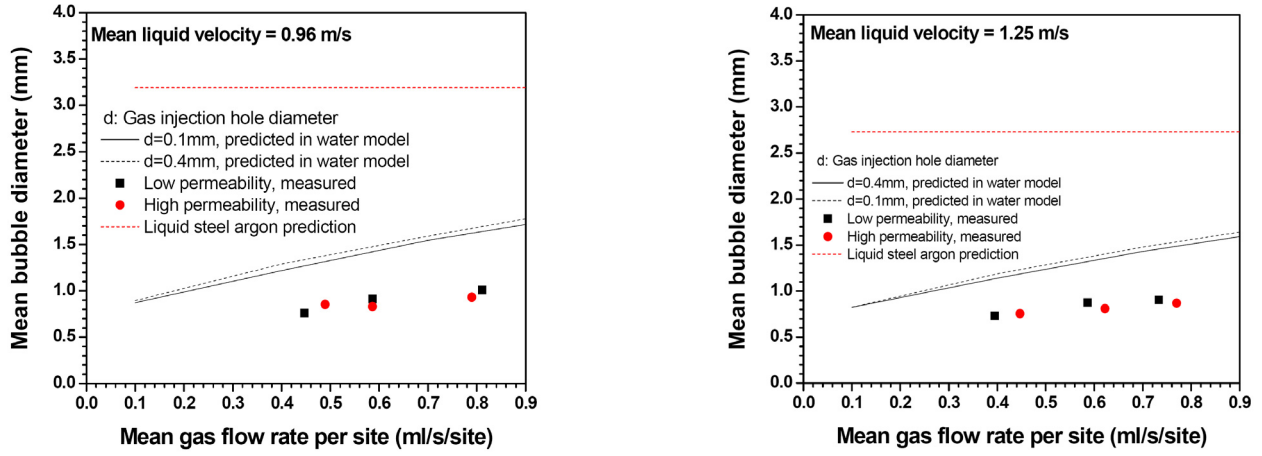 Mean liquid velocity = 0.96 m/s
d: Gas injection hole diameter
d=0.1mm, predicted in water model
d=0.4mm, predicted in water model
Low permeability, measured
High permeability, measured
Liquid steel argon prediction
Mean bubble diameter (mm)
4.0
3.5
3.0
2.5
2.0
1.5
1.0
0.5
0.0
0.0 0.1 0.2 0.3 0.4 0.5 0.6 0.7 0.8 0.9
Mean gas flow rate per site (ml/s/site)
Mean liquid velocity = 1.25 m/s
d: Gas injection hole diameter
d=0.4mm, predicted in water model
d=0.1mm, predicted in water model
Low permeability, measured
High permeability, measured
Liquid steel argon prediction
Mean bubble diameter (mm)
4.0
3.5
3.0
2.5
2.0
1.5
1.0
0.5
0.0
0.0 0.1 0.2 0.3 0.4 0.5 0.6 0.7 0.8 0.9
Mean gas flow rate per site (ml/s/site)